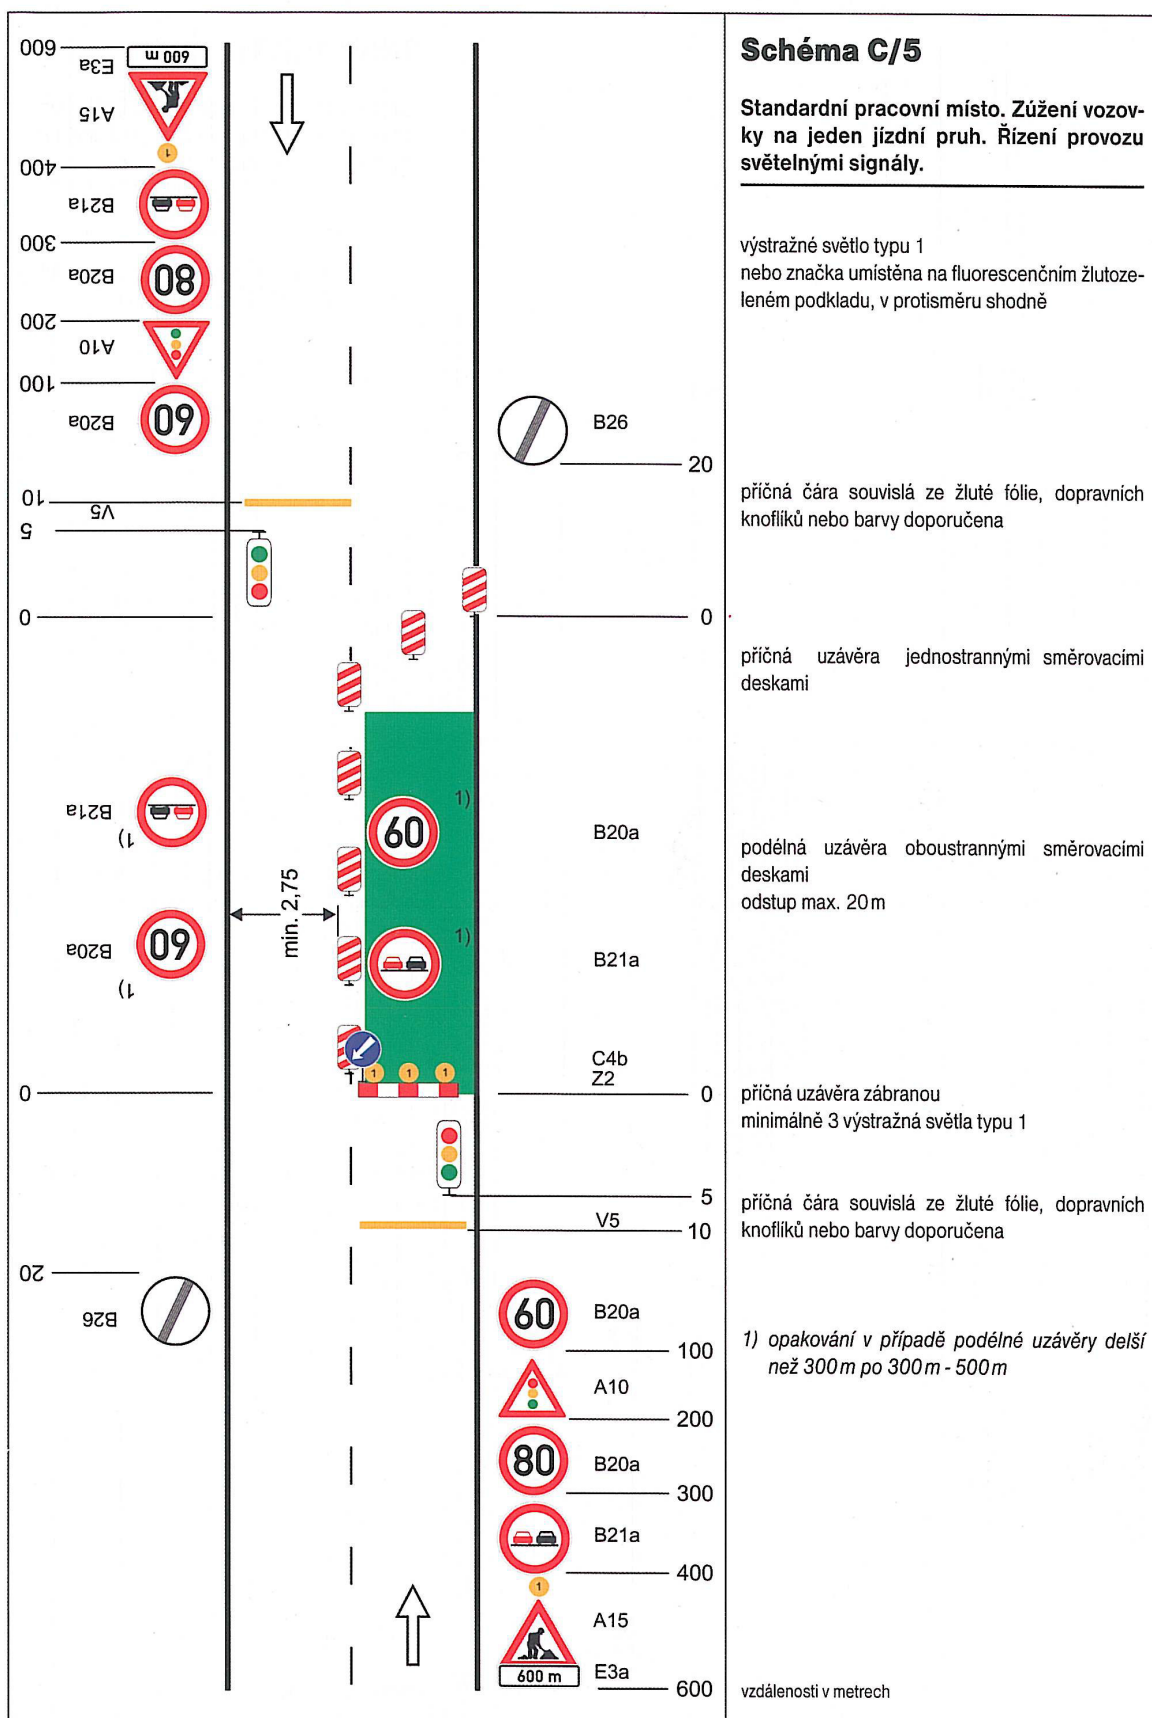 Schéma C/5
Standardní pracovní místo. Zúžení vozov-
ky na jeden jízdní pruh. Řízení provozu
světelnými signály.
výstražné světlo typu 1
nebo značka umístěna na fluorescenčním žlutoze-
leném podkladu, v protisměru shodně
příčná čára souvislá ze žluté fólie, dopravních
knoflíků nebo barvy doporučena
příčná uzávěra jednostrannými směrovacími
deskami
podélná uzávěra oboustrannými směrovacími
deskami
odstup max. 20 m
příčná uzávěra zábranou
minimálně 3 výstražná světla typu 1
příčná čára souvislá ze žluté fólie, dopravních
knoflíků nebo barvy doporučena
1) opakování v případě podélné uzávěry delší
než 300 m po 300 m - 500 m
vzdálenosti v metrech
600
E3a
600 m
A15
1
400
B21a
300
B20a
80
200
A10
100
B20a
60
10
V5
5
0
B21a
1)
B20a
60
1)
min. 2,75
0
20
B26
B26
20
0
1)
60
B20a
1)
B21a
C4b
Z2
1 1 1
0
5
V5
10
60
B20a
100
A10
200
80
B20a
300
B21a
400
1
A15
600 m
E3a
600